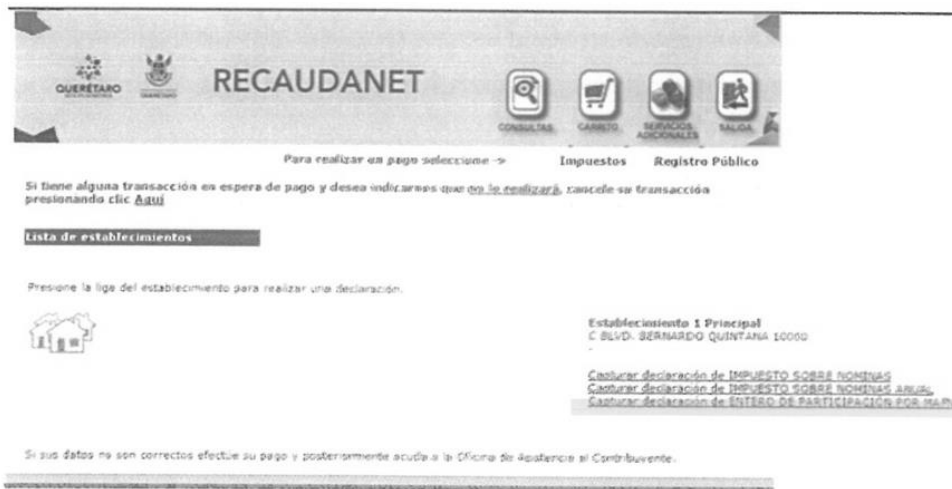 QUERÉTARO
RECAUDANET
CONSULTAS
CARRITO
SERVICIOS ADICIONALES
SALIDA
Para realizar un pago seleccione ->
Impuestos
Registro Público
Si tiene alguna transacción en espera de pago y desea indicarnos que no lo realizará, cancele su transacción
presionando clic Aquí
Lista de establecimientos
Presione la liga del establecimiento para realizar una declaración.
Establecimiento 1 Principal
C BLVD. BERNARDO QUINTANA 10000
-
Capturar declaración de IMPUESTO SOBRE NOMINAS
Capturar declaración de IMPUESTO SOBRE NOMINAS ANUAL
Capturar declaración de ENTERO DE PARTICIPACIÓN POR
Si sus datos no son correctos efectúe su pago y posteriormente acuda a la Oficina de Asistencia al Contribuyente.